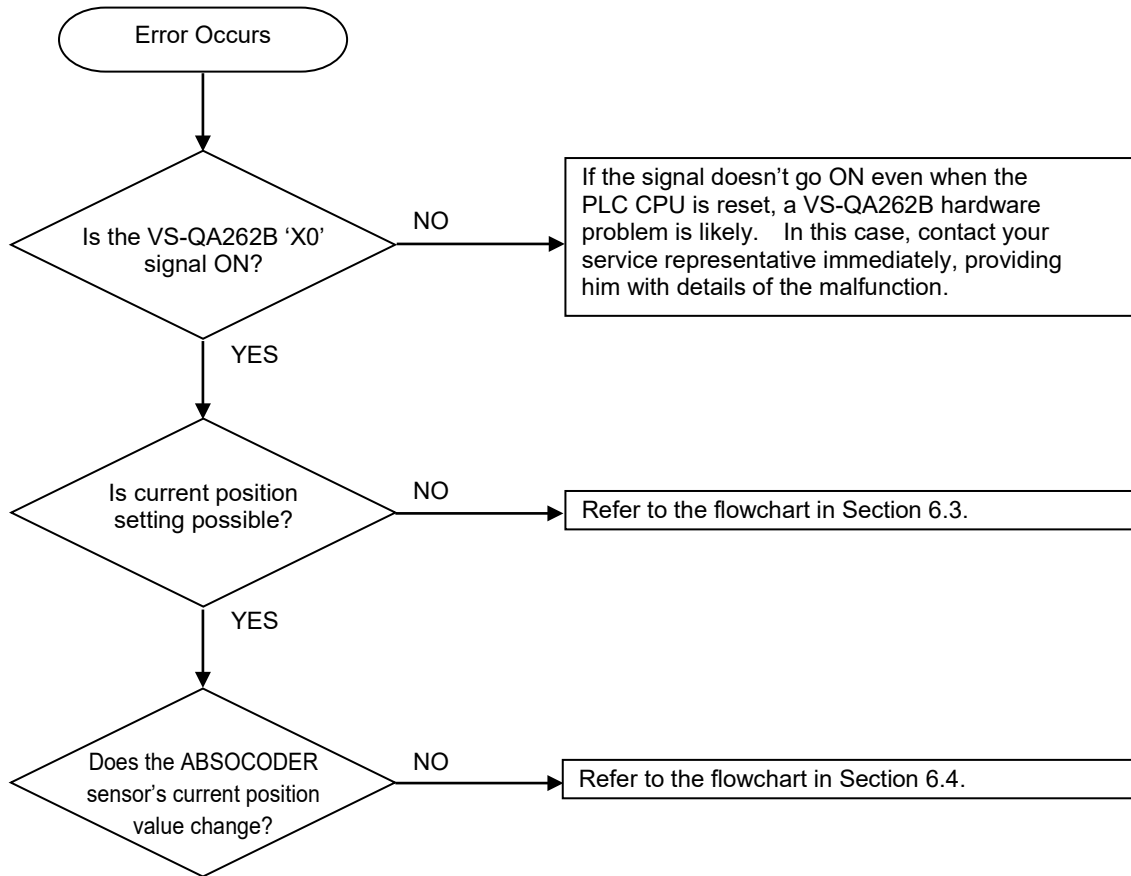 Error Occurs
Is the VS-QA262B ‘X0’
signal ON?
NO
If the signal doesn’t go ON even when the
PLC CPU is reset, a VS-QA262B hardware
problem is likely. In this case, contact your
service representative immediately, providing
him with details of the malfunction.
YES
Is current position
setting possible?
NO
Refer to the flowchart in Section 6.3.
YES
Does the ABSOCODER
sensor’s current position
value change?
NO
Refer to the flowchart in Section 6.4.